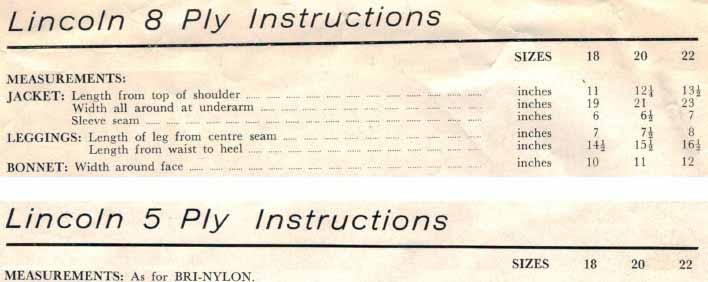 Lincoln 8 Ply Instructions
SIZES 18 20 22
MEASUREMENTS:
JACKET: Length from top of shoulder inches 11 12¼ 13½
Width all around at underarm inches 19 21 23
Sleeve seam inches 6 6½ 7
LEGGINGS: Length of leg from centre seam inches 7 7½ 8
Length from waist to heel inches 14½ 15½ 16½
BONNET: Width around face inches 10 11 12
Lincoln 5 Ply Instructions
SIZES 18 20 22
MEASUREMENTS: As for BRI-NYLON.